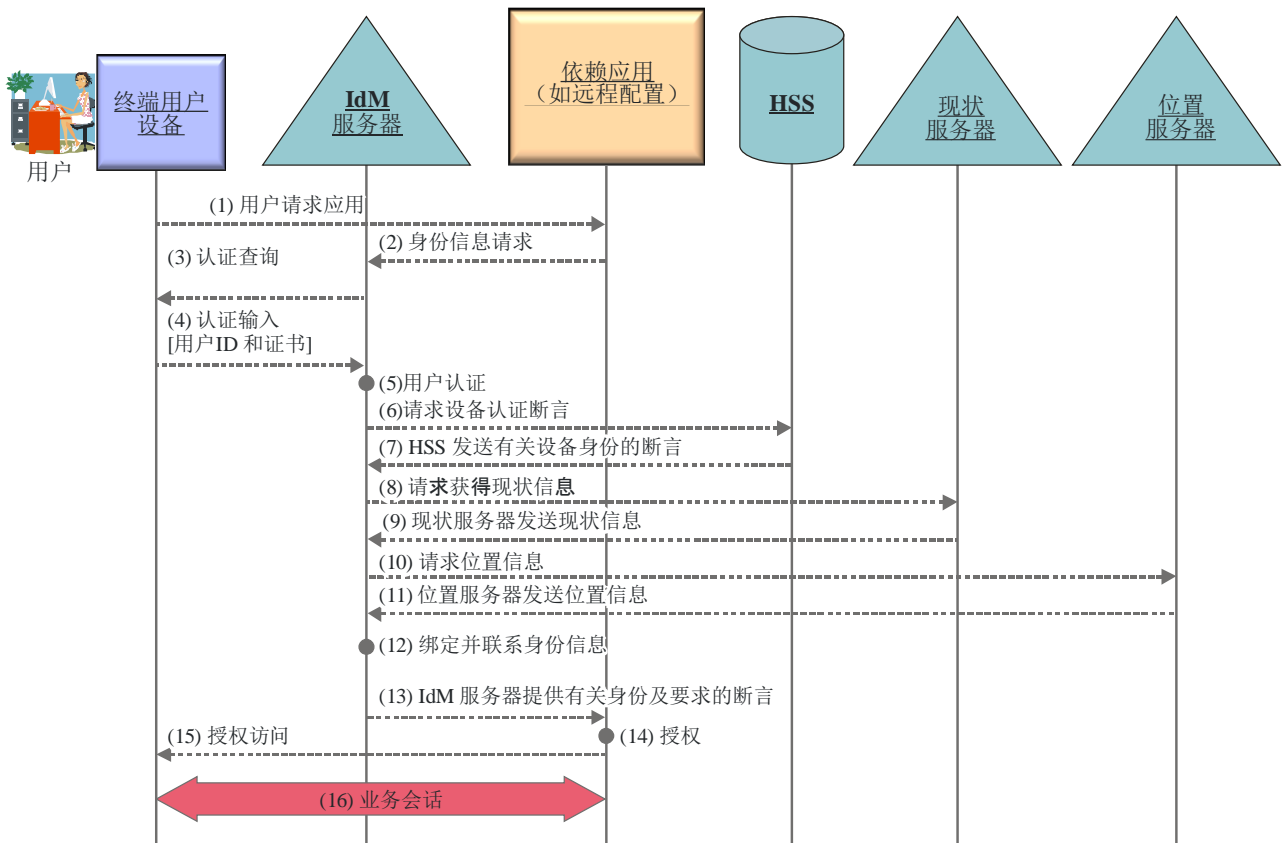 用户
终端用户
设备
IdM
服务器
依赖应用
（如远程配置）
HSS
现状
服务器
位置
服务器
(1) 用户请求应用
(2) 身份信息请求
(3) 认证查询
(4) 认证输入
[用户ID 和证书]
(5)用户认证
(6)请求设备认证断言
(7) HSS 发送有关设备身份的断言
(8) 请求获得现状信息
(9) 现状服务器发送现状信息
(10) 请求位置信息
(11) 位置服务器发送位置信息
(12) 绑定并联系身份信息
(13) IdM 服务器提供有关身份及要求的断言
(14) 授权
(15) 授权访问
(16) 业务会话